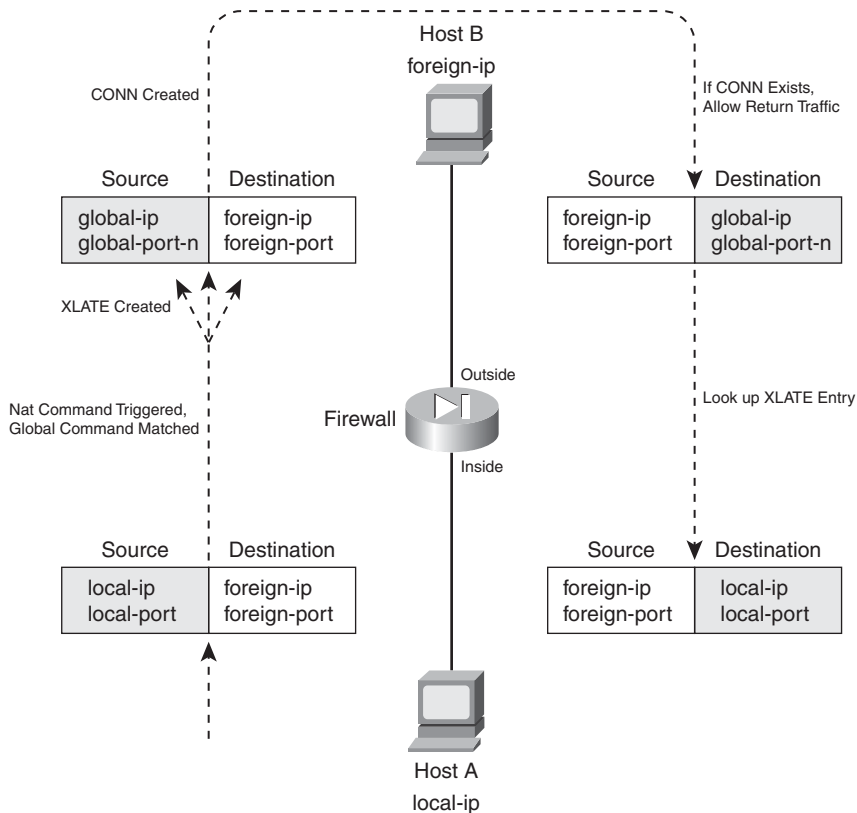 Host B
foreign-ip
CONN Created
If CONN Exists,
Allow Return Traffic
Source Destination
global-ip foreign-ip
global-port-n foreign-port
Source Destination
foreign-ip global-ip
foreign-port global-port-n
XLATE Created
Nat Command Triggered,
Global Command Matched
Outside
Firewall
Inside
Look up XLATE Entry
Source Destination
local-ip foreign-ip
local-port foreign-port
Source Destination
foreign-ip local-ip
foreign-port local-port
Host A
local-ip